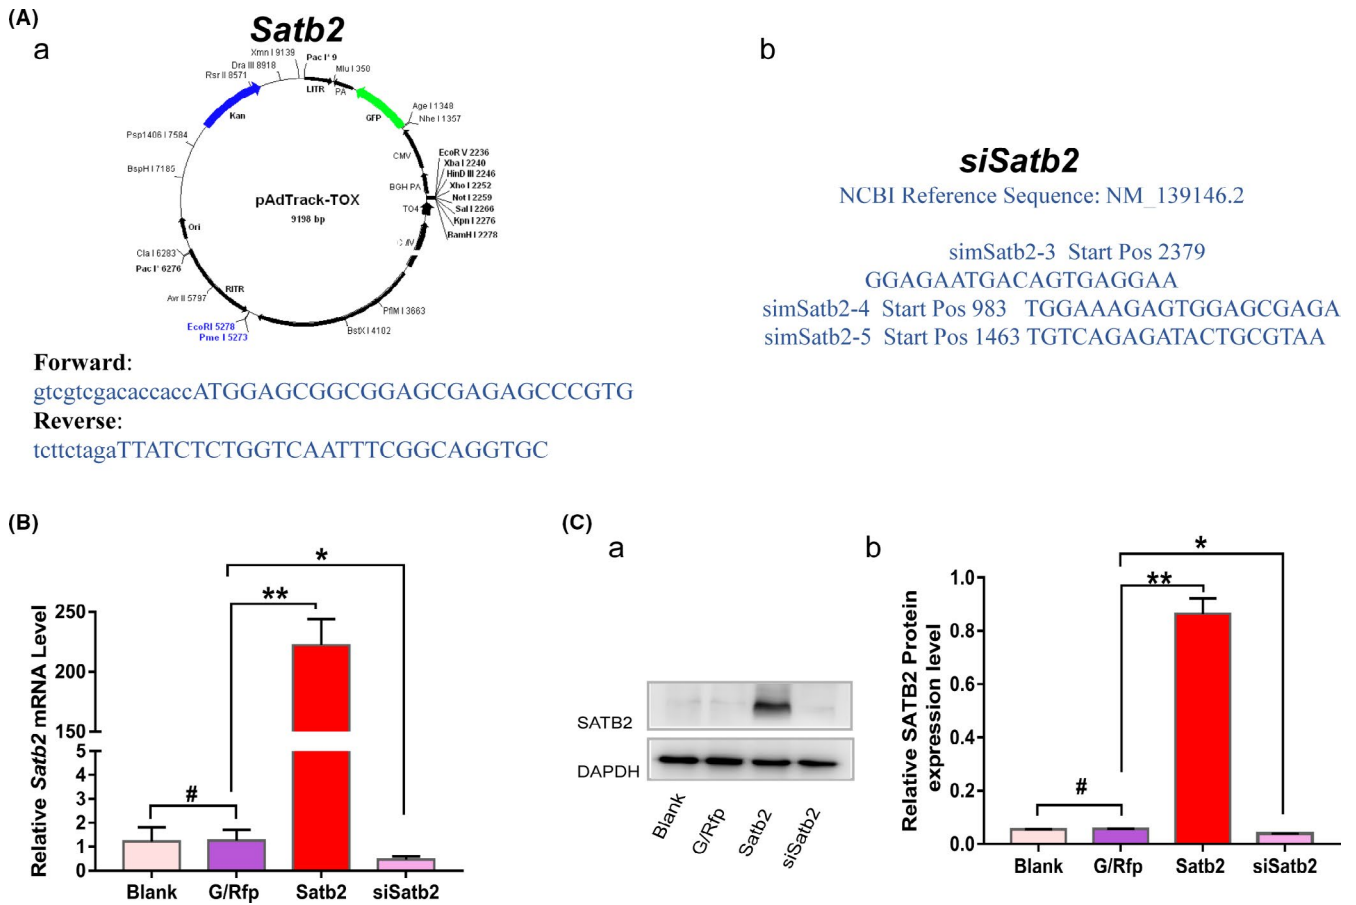 (A)
a
Satb2
Xmn I 9139
Pac I* 9
Dra III 8918
Mlu I 350
Rsr II 8571
LITR
PA
Kan
GFP
Age I 1348
Nhe I 1357
Psp1406 I 7584
CMV
EcoR V 2236
Xba I 2240
BspH I 7185
HinD III 2246
BGH PA
Xho I 2252
pAdTrack-TOX
Not I 2259
9198 bp
TO4
Sal I 2266
Kpn I 2276
Ori
BamH I 2278
Cla I 6283
Pac I* 6276
RITR
Avr II 5797
PflM I 3663
EcoRI 5278
BstX I 4102
Pme I 5273
Forward:
gtcgtcgacaccaccATGGAGCGGCGGAGCGAGAGCCCGTG
Reverse:
tcttctagaTTATCTCTGGTCAATTTCGGCAGGTGC
b
siSatb2
NCBI Reference Sequence: NM_139146.2
simSatb2-3 Start Pos 2379
GGAGAATGACAGTGAGGAA
simSatb2-4 Start Pos 983 TGGAAAGAGTGGAGCGAGA
simSatb2-5 Start Pos 1463 TGTCAGAGATACTGCGTAA
(B)
Relative Satb2 mRNA Level
250
200
150
5
4
3
2
1
0
*
**
#
Blank
G/Rfp
Satb2
siSatb2
(C)
a
SATB2
DAPDH
Blank
G/Rfp
Satb2
siSatb2
b
Relative SATB2 Protein
expression level
1.0
0.8
0.6
0.4
0.2
0.0
*
**
#
Blank
G/Rfp
Satb2
siSatb2